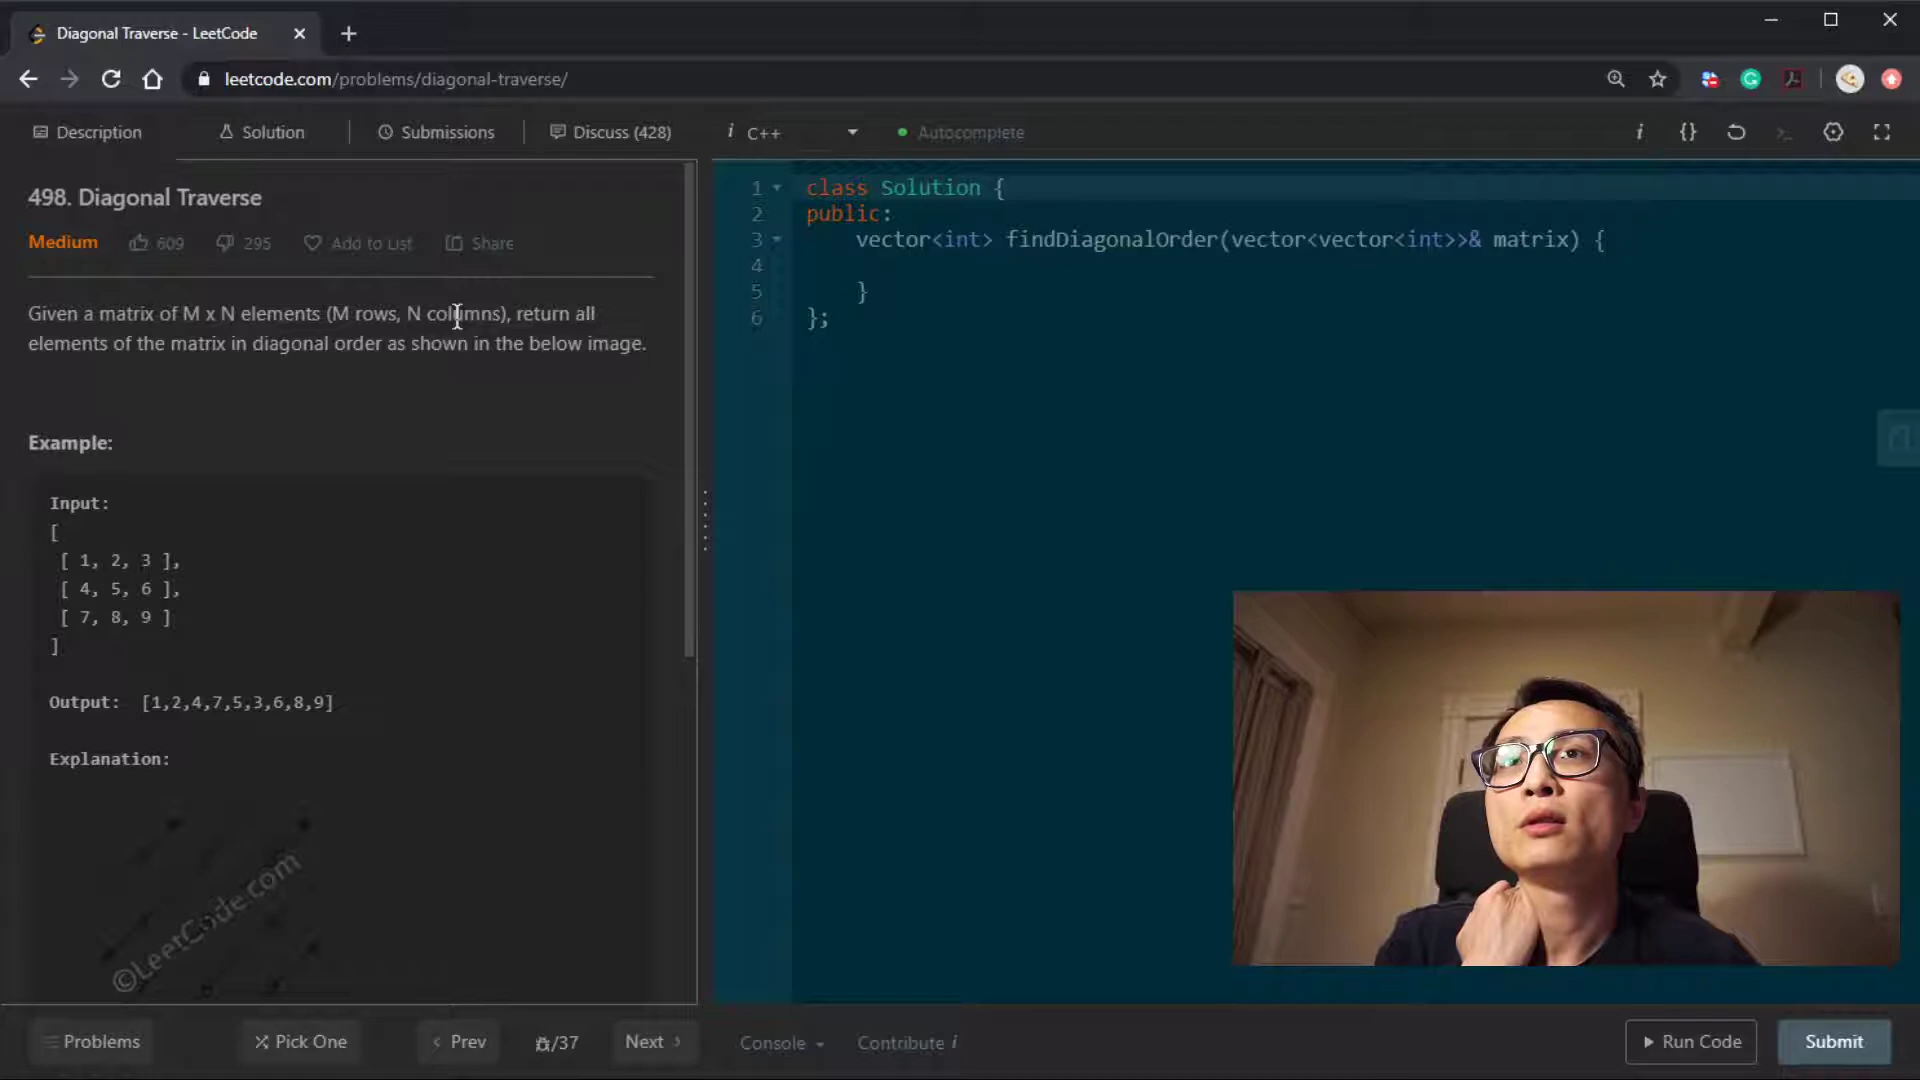 Diagonal Traverse - LeetCode
leetcode.com/problems/diagonal-traverse/
Description
Solution
Submissions
Discuss (428)
i C++
Autocomplete
i {}
498. Diagonal Traverse
Medium 609 295 Add to List Share
Given a matrix of M x N elements (M rows, N columns), return all
elements of the matrix in diagonal order as shown in the below image.
Example:
Input:
[
[ 1, 2, 3 ],
[ 4, 5, 6 ],
[ 7, 8, 9 ]
]
Output: [1,2,4,7,5,3,6,8,9]
Explanation:
©LeetCode.com
1 class Solution {
2 public:
3 vector<int> findDiagonalOrder(vector<vector<int>>& matrix) {
4
5 }
6 };
Problems
Pick One
Prev
/37
Next
Console
Contribute i
Run Code
Submit